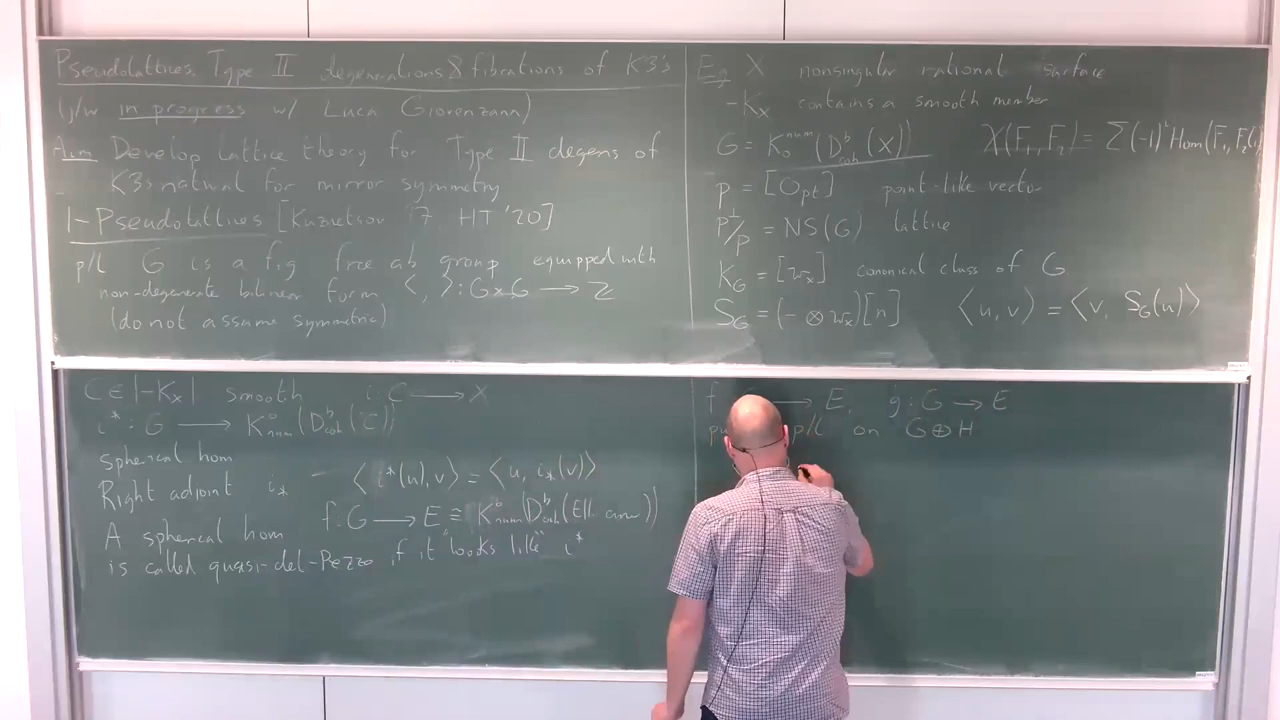 Pseudolattices, Type II degenerations & fibrations of K3's
(j/w in progress w/ Luca Giovenzana)
Aim Develop lattice theory for Type II degens of
K3s natural for mirror symmetry
1 - Pseudolattices [Kuznetsov '17, HT '20]
p/l G is a f.g. free ab group equipped with
non-degenerate bilinear form ⟨ , ⟩ : G × G ⟶ Z
(do not assume symmetric)
Eg X nonsingular rational surface
-K_X contains a smooth member
G = K_0^num (D^b_coh (X)) χ(F_1, F_2) = Σ(-1)^i Hom(F_1, F_2[i]
p = [O_pt] point-like vector
p^⊥/p = NS(G) lattice
K_G = [ω_X] canonical class of G
S_G = (- ⊗ ω_X)[n] ⟨u, v⟩ = ⟨v, S_G(u)⟩
C ∈ |-K_X| smooth i: C ⟶ X
i^* : G ⟶ K^0_num (D^b_coh (C))
spherical hom
Right adjoint i_* ⟨i^*(u), v⟩ = ⟨u, i_*(v)⟩
f: G ⟶ E ≅ K^0_num (D^b_coh (Ell. curve))
A spherical hom
is called quasi-del-Pezzo if it "looks like" i^*
f ⟶ E, g : G ⟶ E
p/l on G ⊕ H